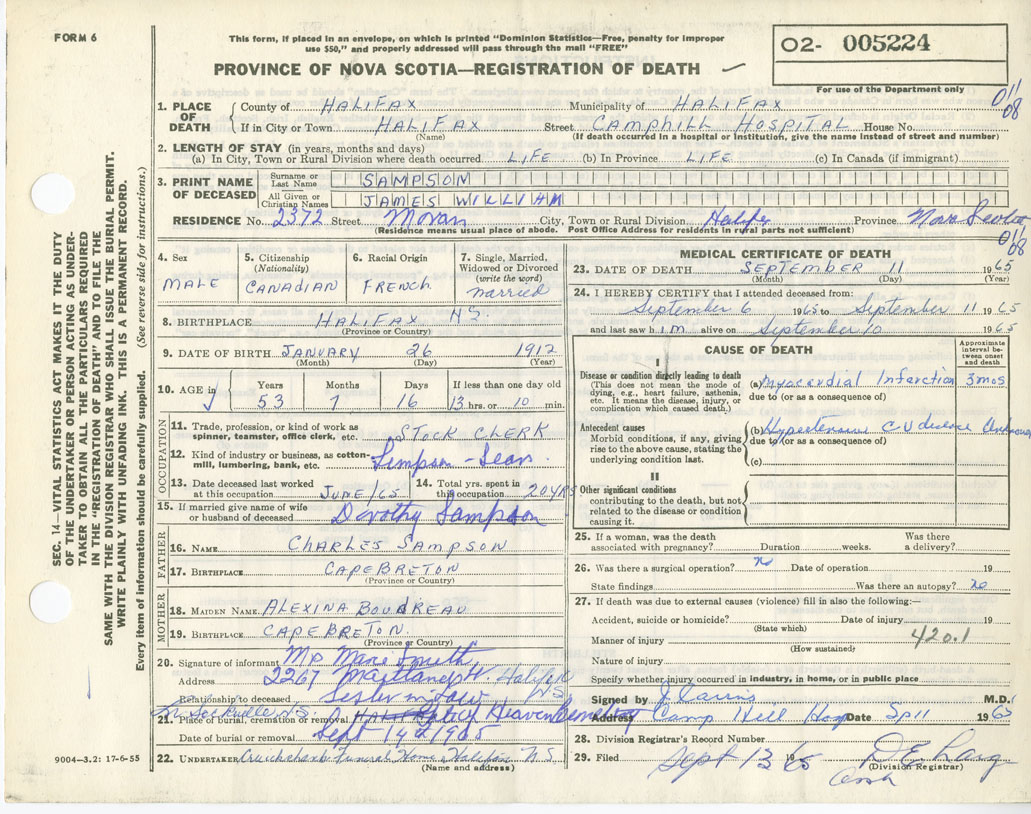 FORM 6
This form, if placed in an envelope, on which is printed "Dominion Statistics—Free, penalty for improper
use $50," and properly addressed will pass through the mail "FREE"
PROVINCE OF NOVA SCOTIA—REGISTRATION OF DEATH
02- 005224
For use of the Department only
011
08
1. PLACE OF DEATH { County of HALIFAX Municipality of HALIFAX
If in City or Town HALIFAX Street CAMPHILL HOSPITAL House No.
(Name) (If death occurred in a hospital or Institution, give the name instead of street and number)
2. LENGTH OF STAY (in years, months and days)
(a) In City, Town or Rural Division where death occurred LIFE (b) In Province LIFE (c) In Canada (if immigrant)
3. PRINT NAME OF DECEASED { Surname or Last Name SAMPSON
All Given or Christian Names JAMES WILLIAM
RESIDENCE No. 2372 Street Moran City, Town or Rural Division Halifax Province Nova Scotia
(Residence means usual place of abode. Post Office Address for residents in rural parts not sufficient)
011
08
4. Sex MALE
5. Citizenship (Nationality) CANADIAN
6. Racial Origin FRENCH
7. Single, Married, Widowed or Divorced (write the word) married
8. BIRTHPLACE HALIFAX N.S.
(Province or Country)
9. DATE OF BIRTH JANUARY 26 1912
(Month) (Day) (Year)
10. AGE in Years Months Days If less than one day old
53 7 16 13 hrs. or 10 min.
OCCUPATION
11. Trade, profession, or kind of work as spinner, teamster, office clerk, etc. STOCK CLERK
12. Kind of industry or business, as cotton-mill, lumbering, bank, etc. Simpson-Sears
13. Date deceased last worked at this occupation JUNE/65 14. Total yrs. spent in this occupation 20 YRS
15. If married give name of wife or husband of deceased Dorothy Sampson
FATHER
16. NAME CHARLES SAMPSON
17. BIRTHPLACE CAPE BRETON
(Province or Country)
MOTHER
18. MAIDEN NAME ALEXINA BOUDREAU
19. BIRTHPLACE CAPE BRETON
(Province or Country)
20. Signature of informant Smith
Address 2267 Maitland St. Halifax N.S.
Relationship to deceased Sister in Law
21. Place of burial, cremation or removal Heaven
Date of burial or removal Sept 14th 1965
22. UNDERTAKER Cruikshank Funeral Home Halifax N.S.
(Name and address)
MEDICAL CERTIFICATE OF DEATH
23. DATE OF DEATH SEPTEMBER 11 1965
(Month) (Day) (Year)
24. I HEREBY CERTIFY that I attended deceased from:
September 6 1965 to September 11 1965
and last saw him alive on September 10 1965
CAUSE OF DEATH
Approximate interval between onset and death
I
Disease or condition directly leading to death
(This does not mean the mode of dying, e.g., heart failure, asthenia, etc. It means the disease, injury, or complication which caused death.)
(a) Myocardial Infarction 3 mos
due to (or as a consequence of)
Antecedent causes
Morbid conditions, if any, giving rise to the above cause, stating the underlying condition last.
(b) Hypertensive C V disease Unknown
due to (or as a consequence of)
(c)
II
Other significant conditions
contributing to the death, but not related to the disease or condition causing it.
25. If a woman, was the death associated with pregnancy? Duration weeks. Was there a delivery?
26. Was there a surgical operation? no Date of operation 19
State findings Was there an autopsy? no
27. If death was due to external causes (violence) fill in also the following:—
Accident, suicide or homicide? Date of injury 19
(State which)
Manner of injury 420.1
(How sustained)
Nature of injury
Specify whether injury occurred in industry, in home, or in public place
Signed by M.D.
Address Camp Hill Hosp Date Sp 11 1965
28. Division Registrar's Record Number
29. Filed Sept 13 1965
(Division Registrar)
SEC. 14—VITAL STATISTICS ACT MAKES IT THE DUTY
OF THE UNDERTAKER OR PERSON ACTING AS UNDER-
TAKER TO OBTAIN ALL THE PARTICULARS REQUIRED
IN THE "REGISTRATION OF DEATH" AND TO FILE THE
SAME WITH THE DIVISION REGISTRAR WHO SHALL ISSUE THE BURIAL PERMIT.
WRITE PLAINLY WITH UNFADING INK. THIS IS A PERMANENT RECORD.
Every item of information should be carefully supplied. (See reverse side for instructions.)
9004—3.2: 17-6-55